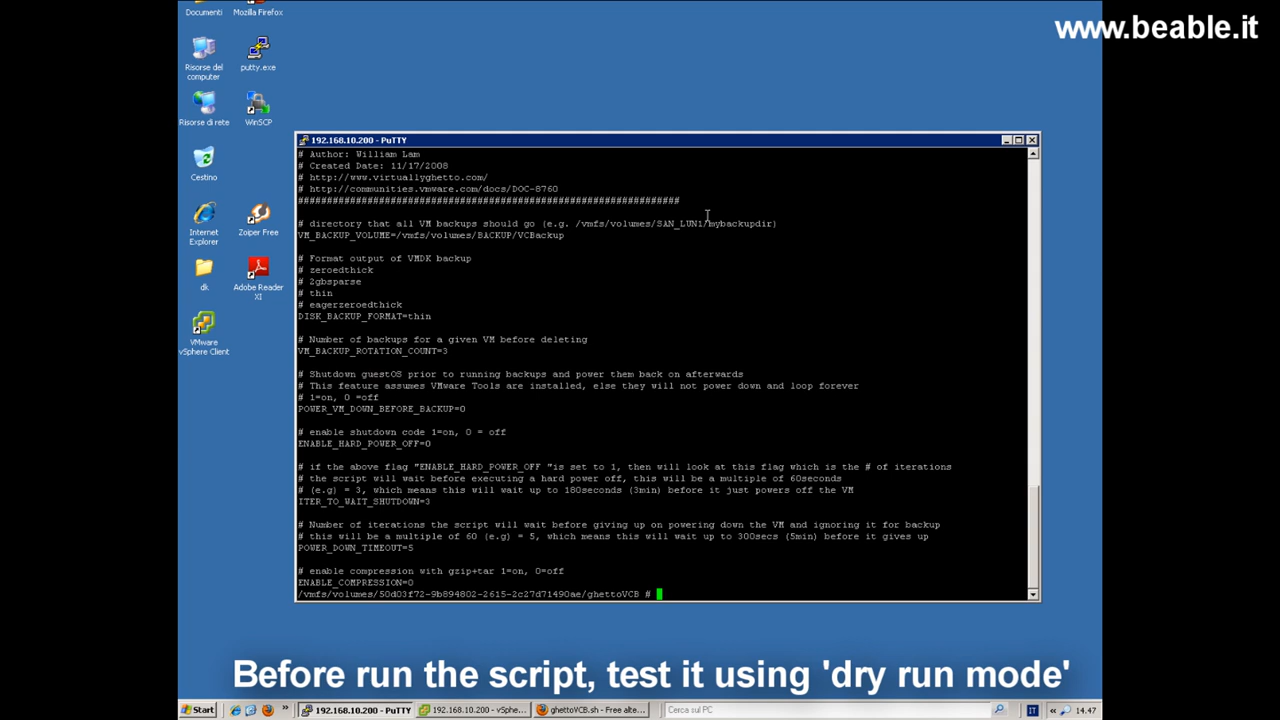 www.beable.it
Documenti
Mozilla Firefox
Risorse del
computer
putty.exe
Risorse di rete
WinSCP
Cestino
Internet
Explorer
Zoiper Free
dk
Adobe Reader
XI
VMware
vSphere Client
192.168.10.200 - PuTTY
# Author: William Lam
# Created Date: 11/17/2008
# http://www.virtuallyghetto.com/
# http://communities.vmware.com/docs/DOC-8760
##################################################################
# directory that all VM backups should go (e.g. /vmfs/volumes/SAN_LUN1/mybackupdir)
VM_BACKUP_VOLUME=/vmfs/volumes/BACKUP/VCBackup
# Format output of VMDK backup
# zeroedthick
# 2gbsparse
# thin
# eagerzeroedthick
DISK_BACKUP_FORMAT=thin
# Number of backups for a given VM before deleting
VM_BACKUP_ROTATION_COUNT=3
# Shutdown guestOS prior to running backups and power them back on afterwards
# This feature assumes VMware Tools are installed, else they will not power down and loop forever
# 1=on, 0 =off
POWER_VM_DOWN_BEFORE_BACKUP=0
# enable shutdown code 1=on, 0 = off
ENABLE_HARD_POWER_OFF=0
# if the above flag "ENABLE_HARD_POWER_OFF "is set to 1, then will look at this flag which is the # of iterations
# the script will wait before executing a hard power off, this will be a multiple of 60seconds
# (e.g) = 3, which means this will wait up to 180seconds (3min) before it just powers off the VM
ITER_TO_WAIT_SHUTDOWN=3
# Number of iterations the script will wait before giving up on powering down the VM and ignoring it for backup
# this will be a multiple of 60 (e.g) = 5, which means this will wait up to 300secs (5min) before it gives up
POWER_DOWN_TIMEOUT=5
# enable compression with gzip+tar 1=on, 0=off
ENABLE_COMPRESSION=0
/vmfs/volumes/50d03f72-9b894802-2615-2c27d71490ae/ghettoVCB #
Before run the script, test it using 'dry run mode'
Start
192.168.10.200 - PuTTY
192.168.10.200 - vSphe...
ghettoVCB.sh - Free alte...
Cerca sul PC
IT
14.47